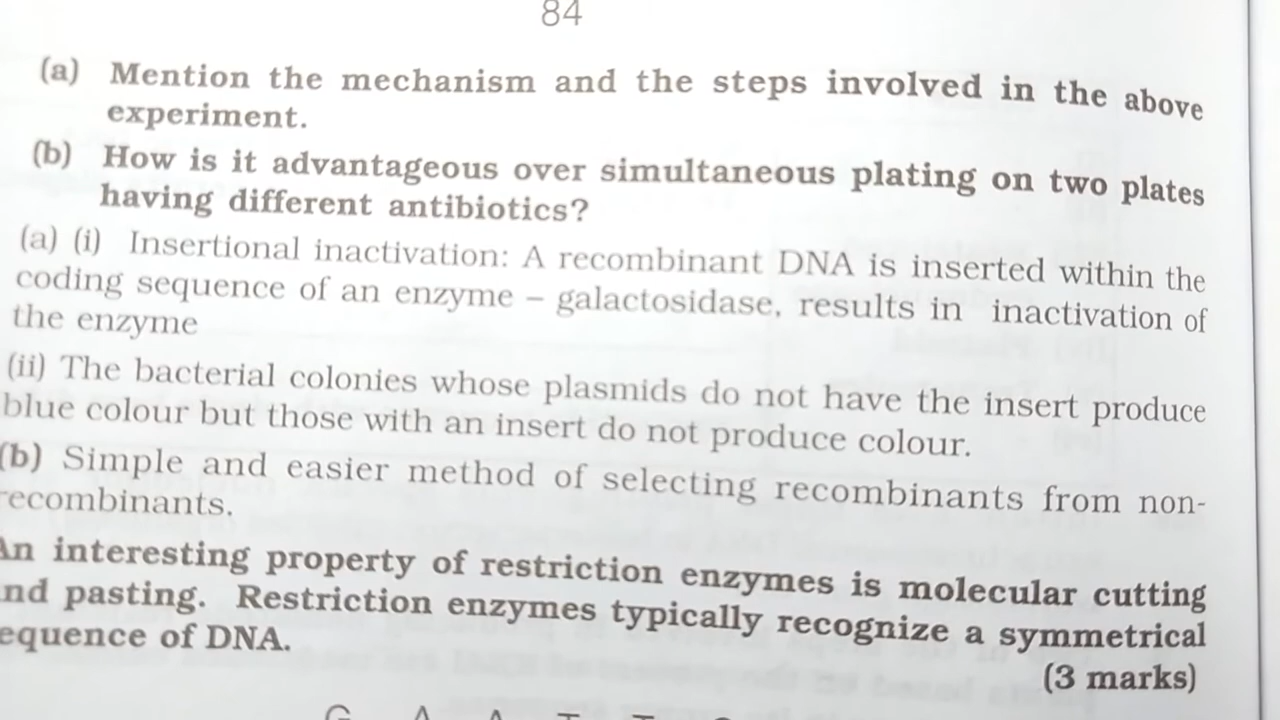 84
(a) Mention the mechanism and the steps involved in the above
experiment.
(b) How is it advantageous over simultaneous plating on two plates
having different antibiotics?
(a) (i) Insertional inactivation: A recombinant DNA is inserted within the
coding sequence of an enzyme – galactosidase, results in inactivation of
the enzyme
(ii) The bacterial colonies whose plasmids do not have the insert produce
blue colour but those with an insert do not produce colour.
(b) Simple and easier method of selecting recombinants from non-
recombinants.
An interesting property of restriction enzymes is molecular cutting
nd pasting. Restriction enzymes typically recognize a symmetrical
equence of DNA.
(3 marks)